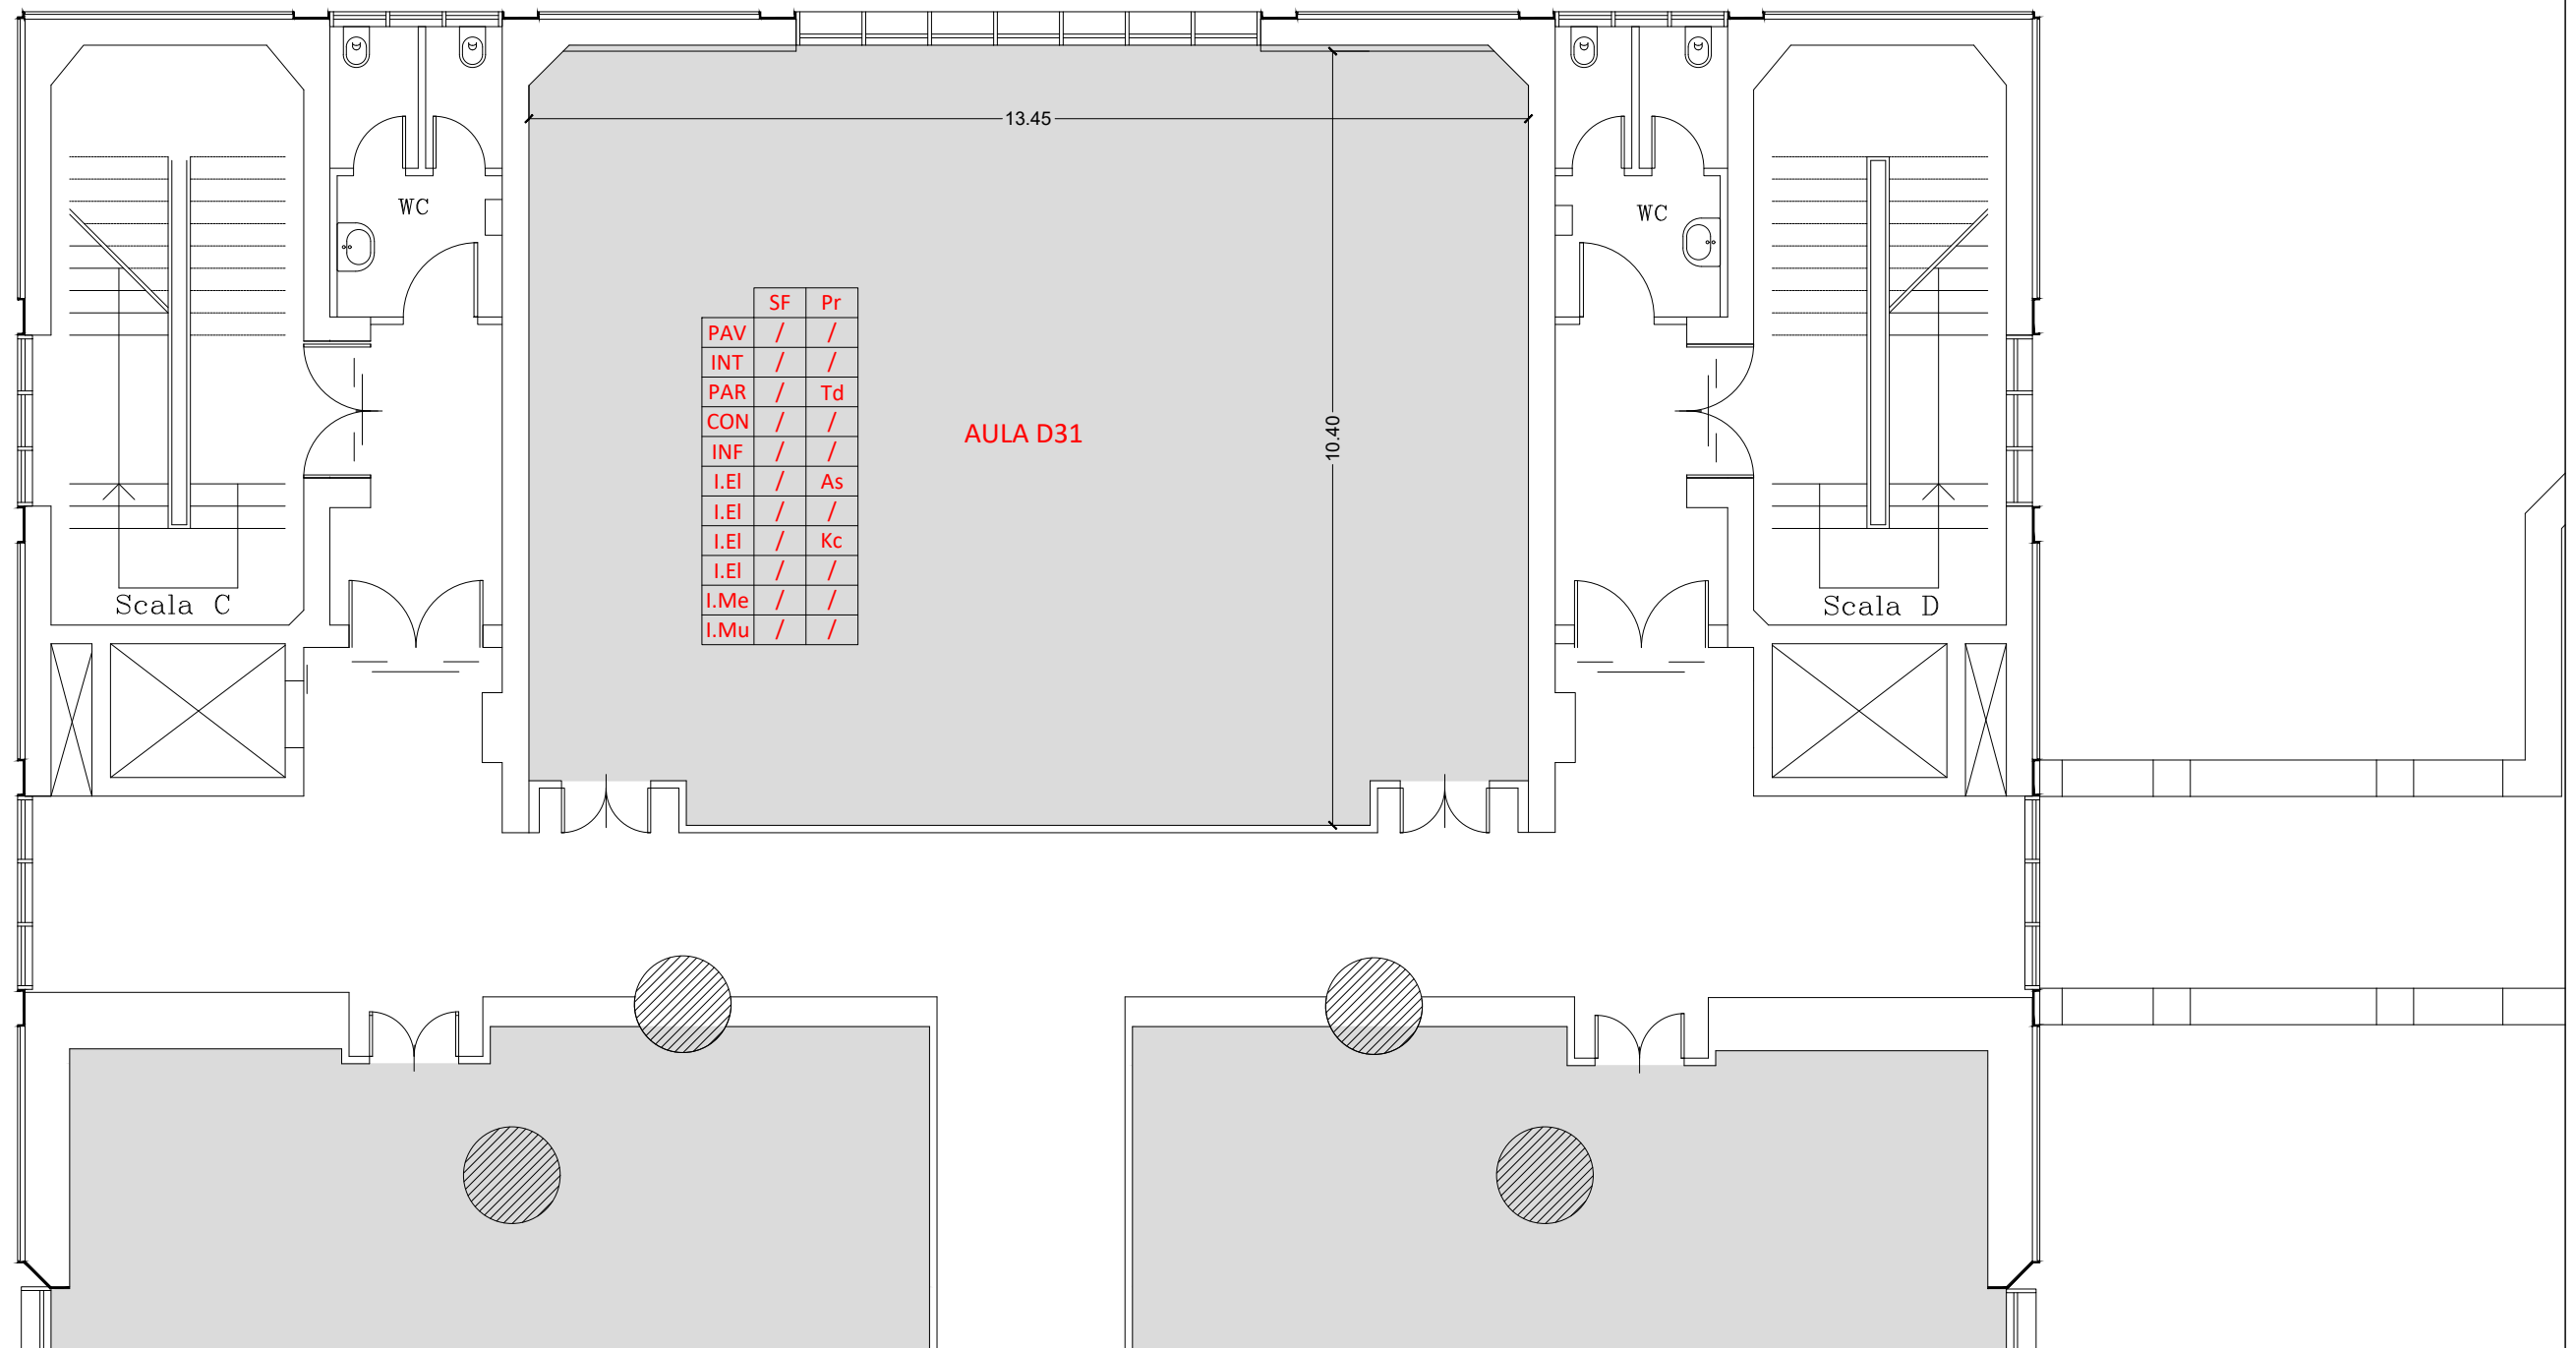 13.45
WC
WC
SF Pr
PAV / /
INT / /
PAR / Td
CON / /
INF / /
I.El / As
I.El / /
I.El / Kc
I.El / /
I.Me / /
I.Mu / /
AULA D31
10.40
Scala C
Scala D